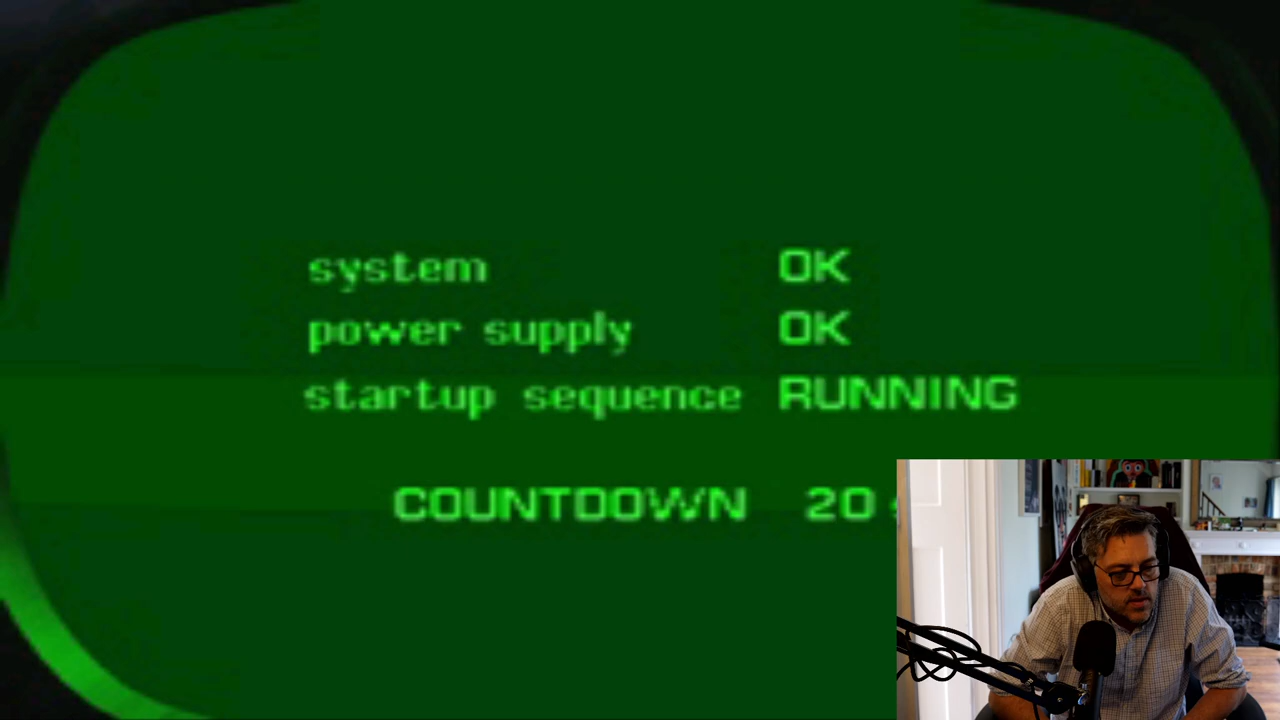 system OK
power supply OK
startup sequence RUNNING
COUNTDOWN 20